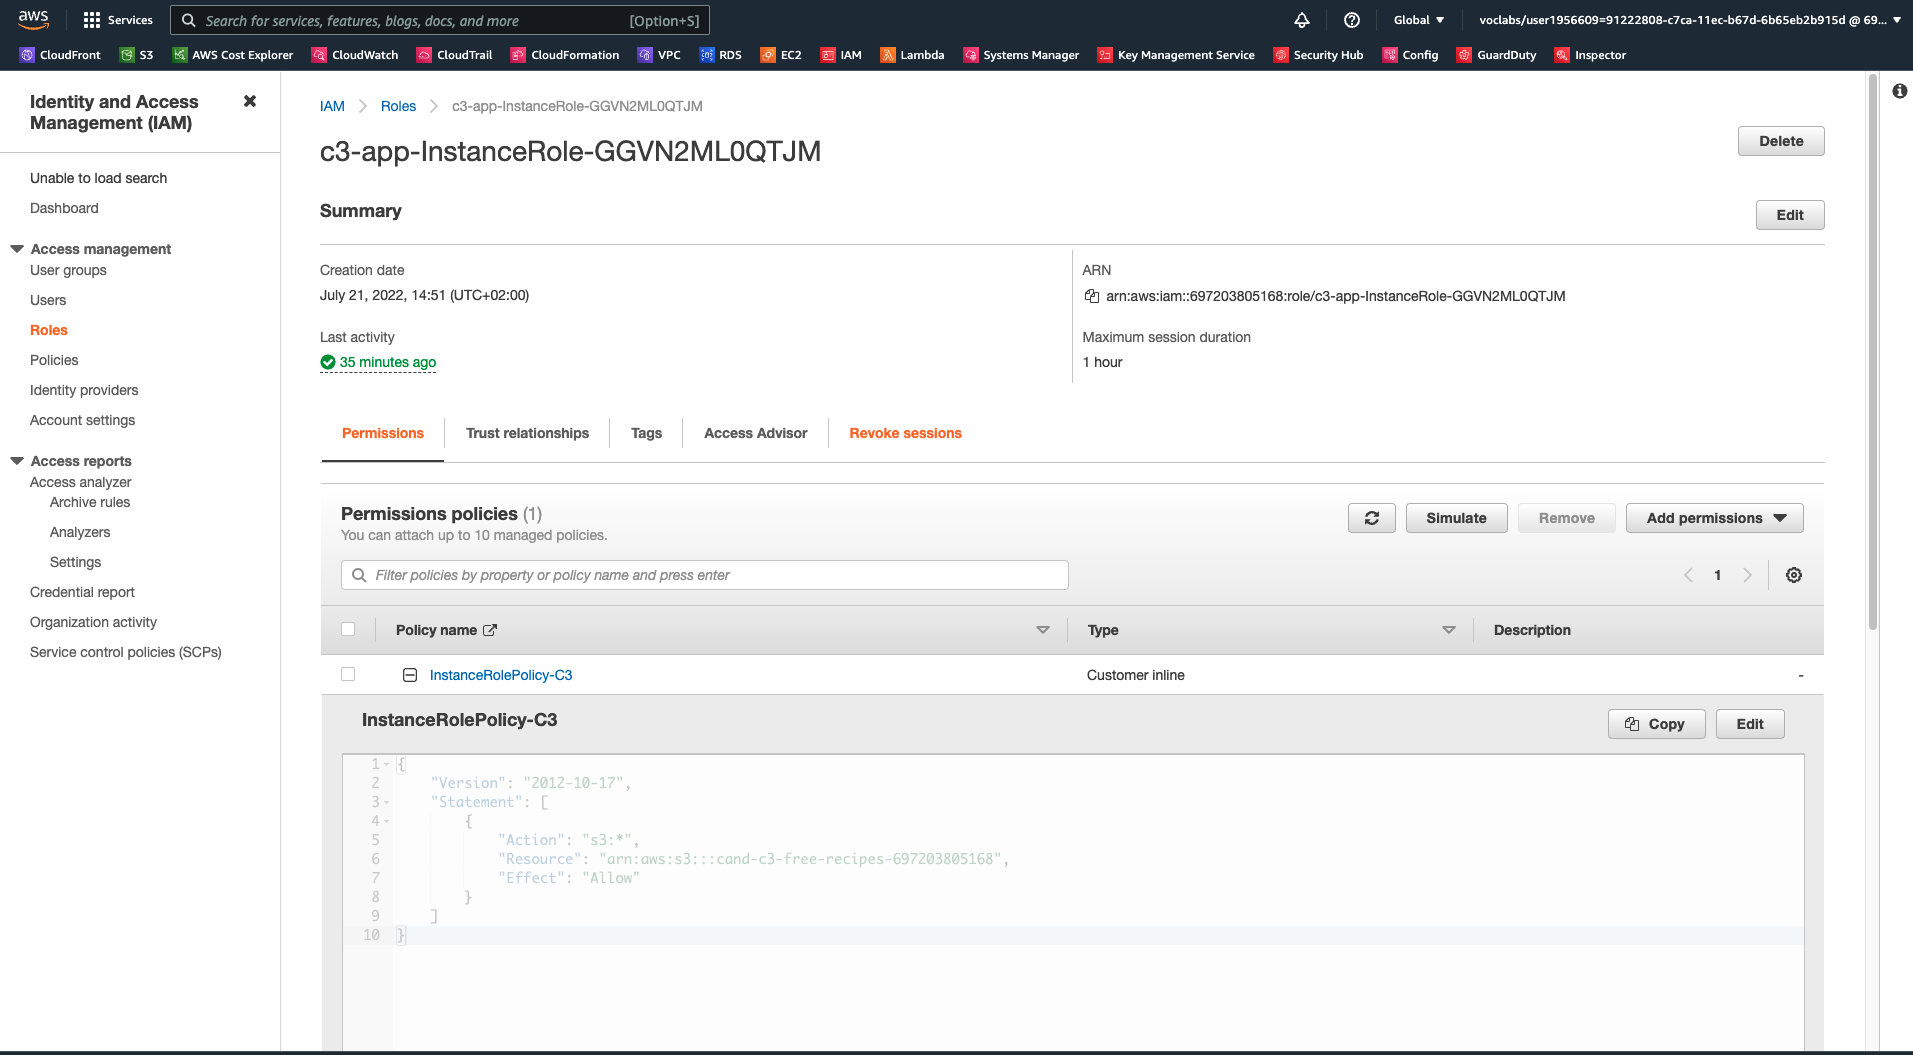 aws Services Search for services, features, blogs, docs, and more [Option+S] Global voclabs/user1956609=91222808-c7ca-11ec-b67d-6b65eb2b915d @ 69...
CloudFront S3 AWS Cost Explorer CloudWatch CloudTrail CloudFormation VPC RDS EC2 IAM Lambda Systems Manager Key Management Service Security Hub Config GuardDuty Inspector
Identity and Access
Management (IAM)
Unable to load search
Dashboard
Access management
User groups
Users
Roles
Policies
Identity providers
Account settings
Access reports
Access analyzer
Archive rules
Analyzers
Settings
Credential report
Organization activity
Service control policies (SCPs)
IAM Roles c3-app-InstanceRole-GGVN2ML0QTJM
c3-app-InstanceRole-GGVN2ML0QTJM
Delete
Summary
Edit
Creation date
July 21, 2022, 14:51 (UTC+02:00)
ARN
arn:aws:iam::697203805168:role/c3-app-InstanceRole-GGVN2ML0QTJM
Last activity
35 minutes ago
Maximum session duration
1 hour
Permissions Trust relationships Tags Access Advisor Revoke sessions
Permissions policies (1)
You can attach up to 10 managed policies.
Simulate Remove Add permissions
Filter policies by property or policy name and press enter
1
Policy name Type Description
InstanceRolePolicy-C3 Customer inline -
InstanceRolePolicy-C3
Copy Edit
1 {
2 "Version": "2012-10-17",
3 "Statement": [
4 {
5 "Action": "s3:*",
6 "Resource": "arn:aws:s3:::cand-c3-free-recipes-697203805168",
7 "Effect": "Allow"
8 }
9 ]
10 }